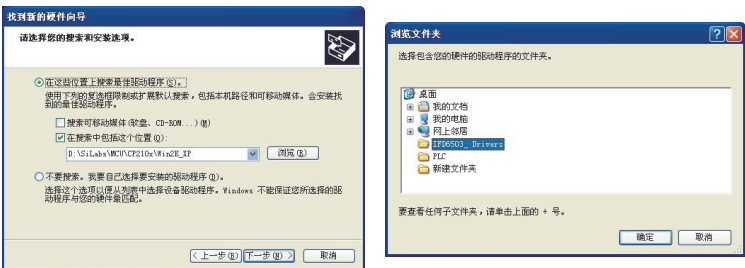 找到新的硬件向导
请选择您的搜索和安装选项。
在这些位置上搜索最佳驱动程序(S)。
使用下列的复选框限制或扩展默认搜索，包括本机路径和可移动媒体。会安装找
到的最佳驱动程序。
搜索可移动媒体(软盘、CD-ROM...)(M)
在搜索中包括这个位置(O):
D:\SiLabs\MCU\CP210x\Win2K_XP
浏览(R)
不要搜索。我要自己选择要安装的驱动程序(D)。
选择这个选项以便从列表中选择设备驱动程序。Windows 不能保证您所选择的驱
动程序与您的硬件最匹配。
<上一步(B)
下一步(N)>
取消
浏览文件夹
选择包含您的硬件的驱动程序的文件夹。
桌面
我的文档
我的电脑
网上邻居
IFD6503_ Drivers
PLC
新建文件夹
要查看任何子文件夹，请单击上面的 + 号。
确定
取消